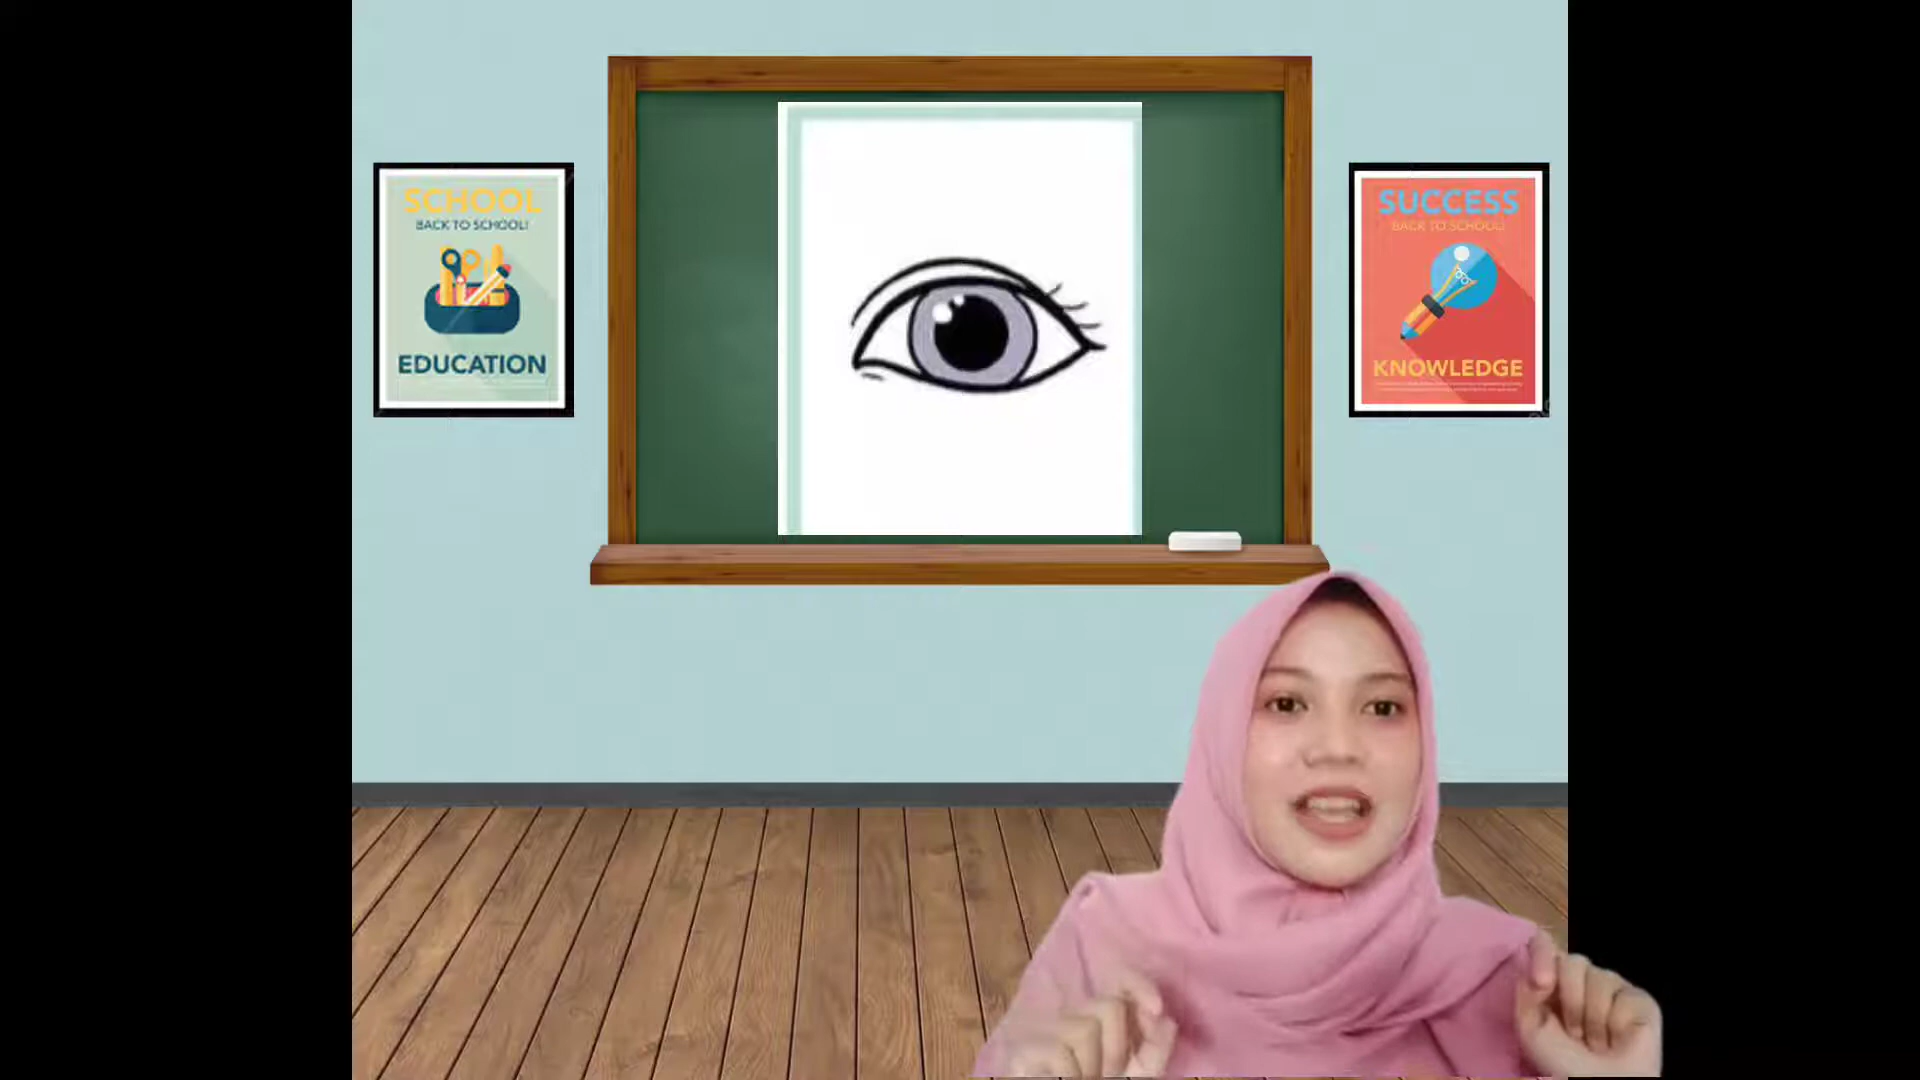 SCHOOL
BACK TO SCHOOL!
EDUCATION
SUCCESS
BACK TO SCHOOL!
KNOWLEDGE